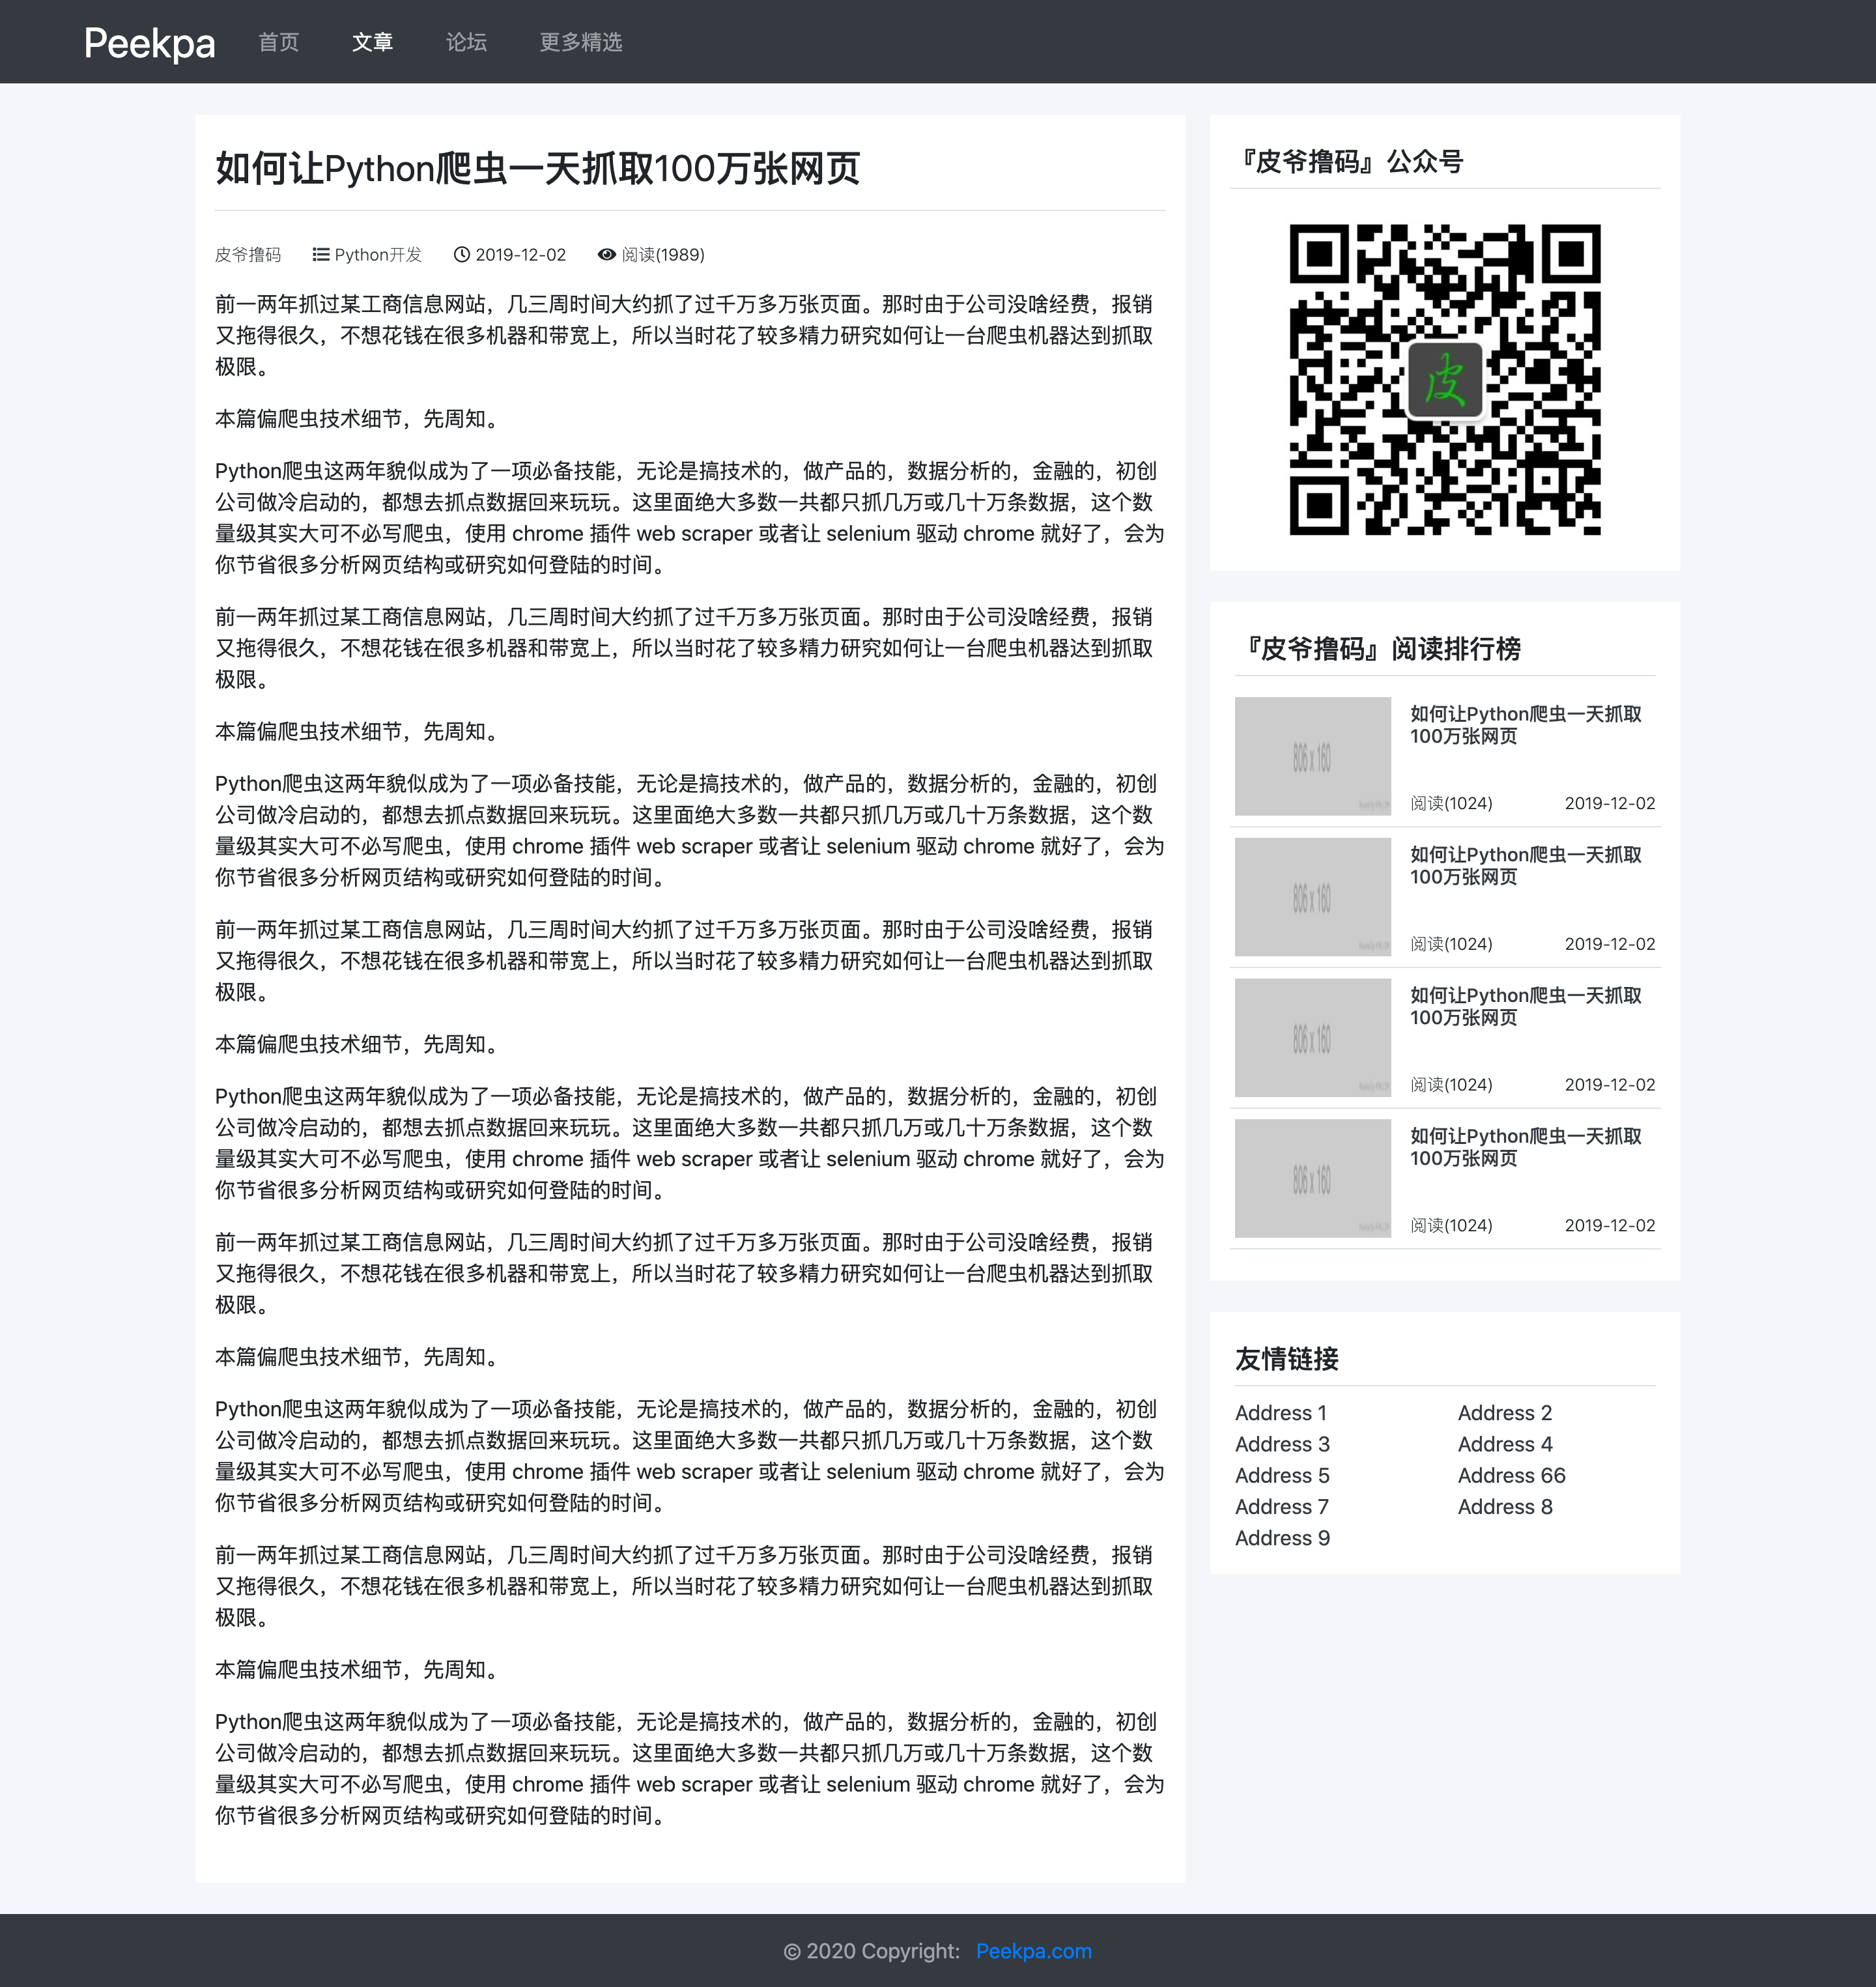 Peekpa 首页 文章 论坛 更多精选
如何让Python爬虫一天抓取100万张网页
皮爷撸码 Python开发 2019-12-02 阅读(1989)
前一两年抓过某工商信息网站，几三周时间大约抓了过千万多万张页面。那时由于公司没啥经费，报销
又拖得很久，不想花钱在很多机器和带宽上，所以当时花了较多精力研究如何让一台爬虫机器达到抓取
极限。
本篇偏爬虫技术细节，先周知。
Python爬虫这两年貌似成为了一项必备技能，无论是搞技术的，做产品的，数据分析的，金融的，初创
公司做冷启动的，都想去抓点数据回来玩玩。这里面绝大多数一共都只抓几万或几十万条数据，这个数
量级其实大可不必写爬虫，使用 chrome 插件 web scraper 或者让 selenium 驱动 chrome 就好了，会为
你节省很多分析网页结构或研究如何登陆的时间。
前一两年抓过某工商信息网站，几三周时间大约抓了过千万多万张页面。那时由于公司没啥经费，报销
又拖得很久，不想花钱在很多机器和带宽上，所以当时花了较多精力研究如何让一台爬虫机器达到抓取
极限。
本篇偏爬虫技术细节，先周知。
Python爬虫这两年貌似成为了一项必备技能，无论是搞技术的，做产品的，数据分析的，金融的，初创
公司做冷启动的，都想去抓点数据回来玩玩。这里面绝大多数一共都只抓几万或几十万条数据，这个数
量级其实大可不必写爬虫，使用 chrome 插件 web scraper 或者让 selenium 驱动 chrome 就好了，会为
你节省很多分析网页结构或研究如何登陆的时间。
前一两年抓过某工商信息网站，几三周时间大约抓了过千万多万张页面。那时由于公司没啥经费，报销
又拖得很久，不想花钱在很多机器和带宽上，所以当时花了较多精力研究如何让一台爬虫机器达到抓取
极限。
本篇偏爬虫技术细节，先周知。
Python爬虫这两年貌似成为了一项必备技能，无论是搞技术的，做产品的，数据分析的，金融的，初创
公司做冷启动的，都想去抓点数据回来玩玩。这里面绝大多数一共都只抓几万或几十万条数据，这个数
量级其实大可不必写爬虫，使用 chrome 插件 web scraper 或者让 selenium 驱动 chrome 就好了，会为
你节省很多分析网页结构或研究如何登陆的时间。
前一两年抓过某工商信息网站，几三周时间大约抓了过千万多万张页面。那时由于公司没啥经费，报销
又拖得很久，不想花钱在很多机器和带宽上，所以当时花了较多精力研究如何让一台爬虫机器达到抓取
极限。
本篇偏爬虫技术细节，先周知。
Python爬虫这两年貌似成为了一项必备技能，无论是搞技术的，做产品的，数据分析的，金融的，初创
公司做冷启动的，都想去抓点数据回来玩玩。这里面绝大多数一共都只抓几万或几十万条数据，这个数
量级其实大可不必写爬虫，使用 chrome 插件 web scraper 或者让 selenium 驱动 chrome 就好了，会为
你节省很多分析网页结构或研究如何登陆的时间。
前一两年抓过某工商信息网站，几三周时间大约抓了过千万多万张页面。那时由于公司没啥经费，报销
又拖得很久，不想花钱在很多机器和带宽上，所以当时花了较多精力研究如何让一台爬虫机器达到抓取
极限。
本篇偏爬虫技术细节，先周知。
Python爬虫这两年貌似成为了一项必备技能，无论是搞技术的，做产品的，数据分析的，金融的，初创
公司做冷启动的，都想去抓点数据回来玩玩。这里面绝大多数一共都只抓几万或几十万条数据，这个数
量级其实大可不必写爬虫，使用 chrome 插件 web scraper 或者让 selenium 驱动 chrome 就好了，会为
你节省很多分析网页结构或研究如何登陆的时间。
『皮爷撸码』公众号
皮
『皮爷撸码』阅读排行榜
806 x 160
如何让Python爬虫一天抓取
100万张网页
阅读(1024) 2019-12-02
806 x 160
如何让Python爬虫一天抓取
100万张网页
阅读(1024) 2019-12-02
806 x 160
如何让Python爬虫一天抓取
100万张网页
阅读(1024) 2019-12-02
806 x 160
如何让Python爬虫一天抓取
100万张网页
阅读(1024) 2019-12-02
友情链接
Address 1 Address 2
Address 3 Address 4
Address 5 Address 66
Address 7 Address 8
Address 9
© 2020 Copyright: Peekpa.com